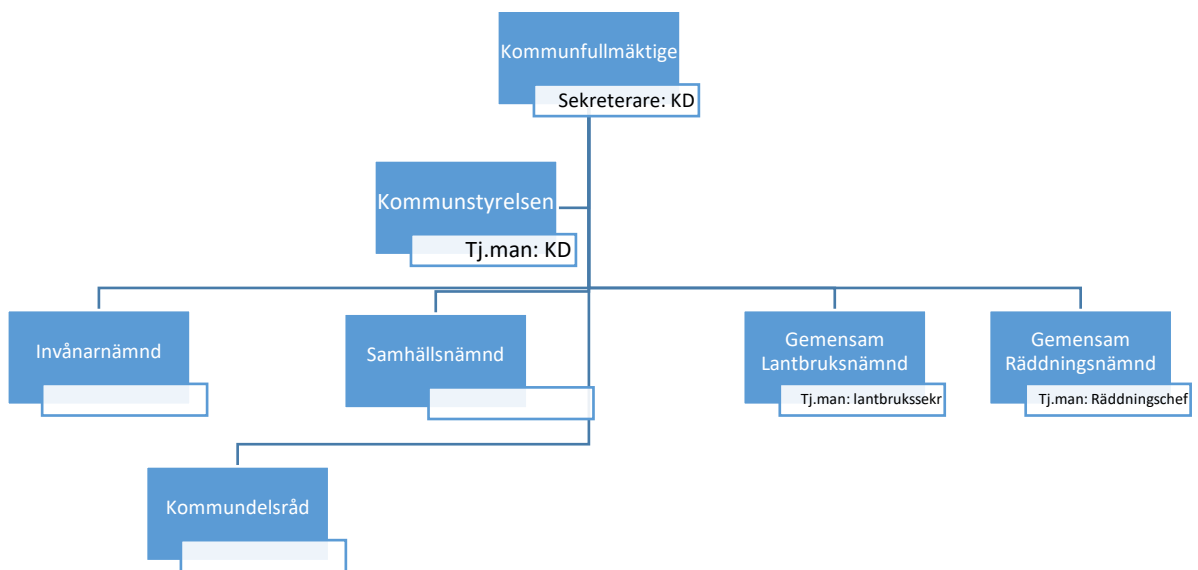 Kommunfullmäktige
Sekreterare: KD
Kommunstyrelsen
Tj.man: KD
Invånarnämnd
Samhällsnämnd
Gemensam
Lantbruksnämnd
Tj.man: lantbrukssekr
Gemensam
Räddningsnämnd
Tj.man: Räddningschef
Kommundelsråd